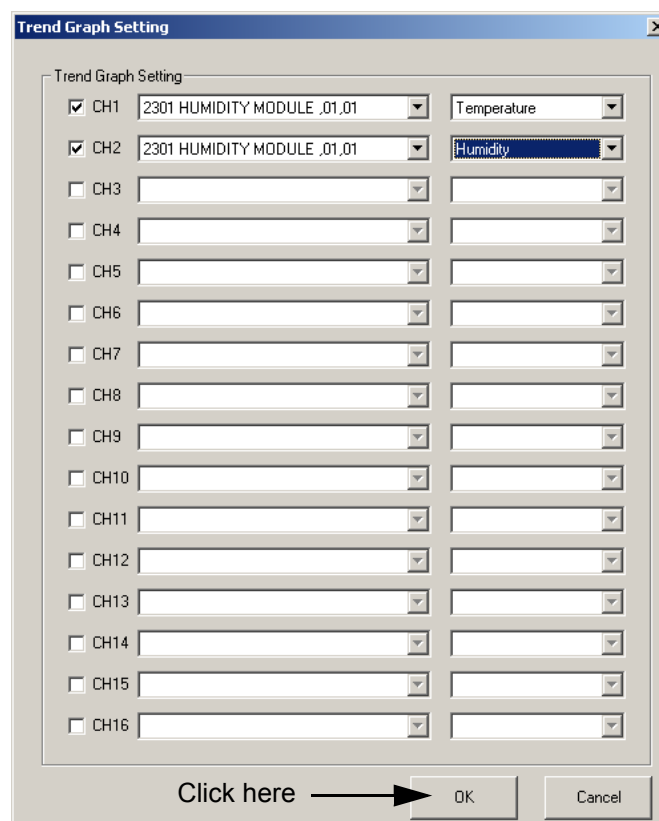 Trend Graph Setting
Trend Graph Setting
CH1 2301 HUMIDITY MODULE ,01,01 Temperature
CH2 2301 HUMIDITY MODULE ,01,01 Humidity
CH3
CH4
CH5
CH6
CH7
CH8
CH9
CH10
CH11
CH12
CH13
CH14
CH15
CH16
Click here OK Cancel